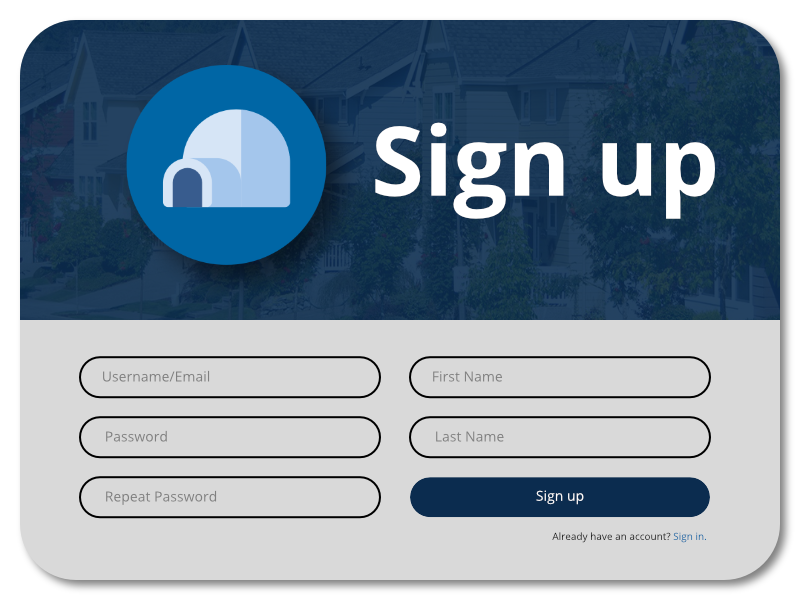 Sign up
Username/Email
First Name
Password
Last Name
Repeat Password
Sign up
Already have an account? Sign in.